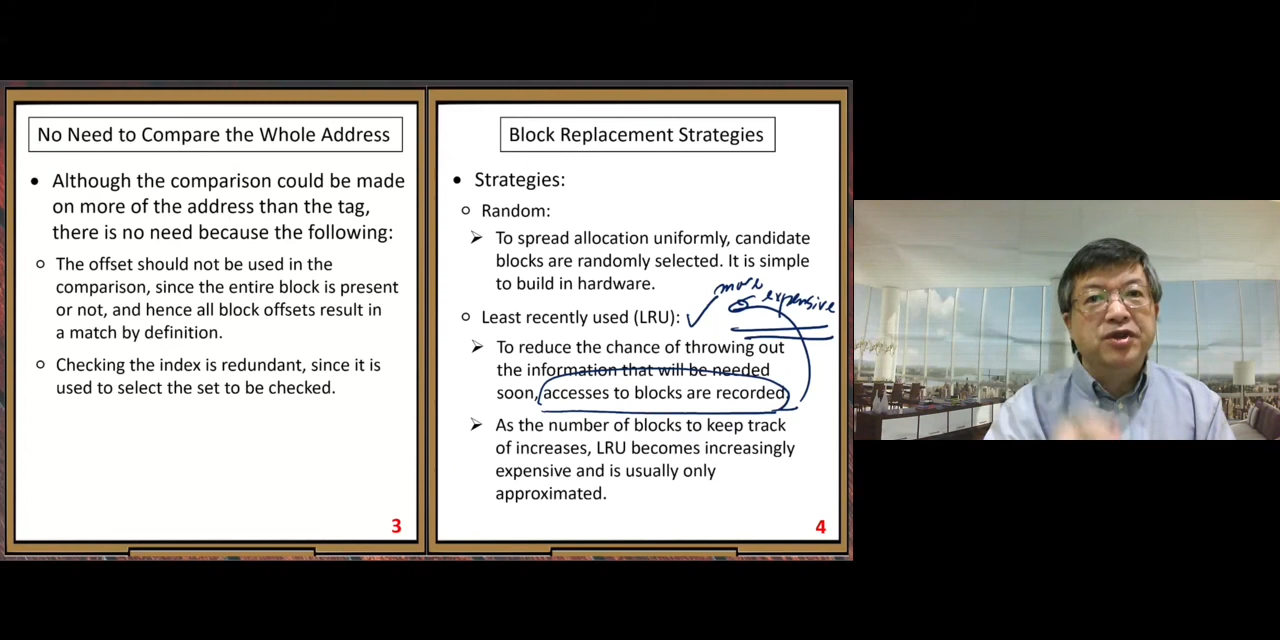 No Need to Compare the Whole Address
• Although the comparison could be made
on more of the address than the tag,
there is no need because the following:
o The offset should not be used in the
comparison, since the entire block is present
or not, and hence all block offsets result in
a match by definition.
o Checking the index is redundant, since it is
used to select the set to be checked.
3
Block Replacement Strategies
• Strategies:
o Random:
➢ To spread allocation uniformly, candidate
blocks are randomly selected. It is simple
to build in hardware.
more
expensive
o Least recently used (LRU):
➢ To reduce the chance of throwing out
the information that will be needed
soon, accesses to blocks are recorded
➢ As the number of blocks to keep track
of increases, LRU becomes increasingly
expensive and is usually only
approximated.
4